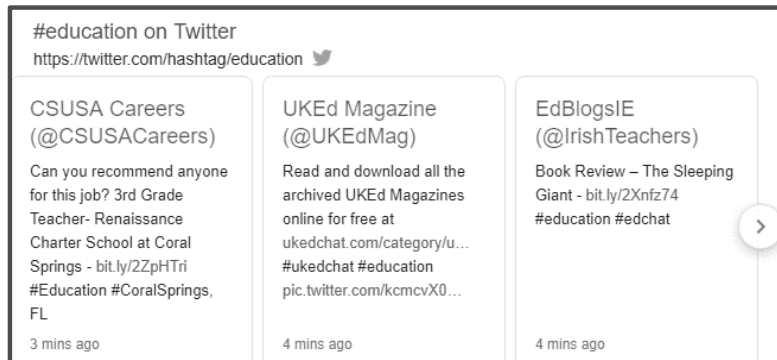 #education on Twitter
https://twitter.com/hashtag/education
CSUSA Careers
(@CSUSACareers)
Can you recommend anyone
for this job? 3rd Grade
Teacher- Renaissance
Charter School at Coral
Springs - bit.ly/2ZpHTri
#Education #CoralSprings,
FL
3 mins ago
UKEd Magazine
(@UKEdMag)
Read and download all the
archived UKEd Magazines
online for free at
ukedchat.com/category/u...
#ukedchat #education
pic.twitter.com/kcmcvX0...
4 mins ago
EdBlogsIE
(@IrishTeachers)
Book Review – The Sleeping
Giant - bit.ly/2Xnfz74
#education #edchat
4 mins ago